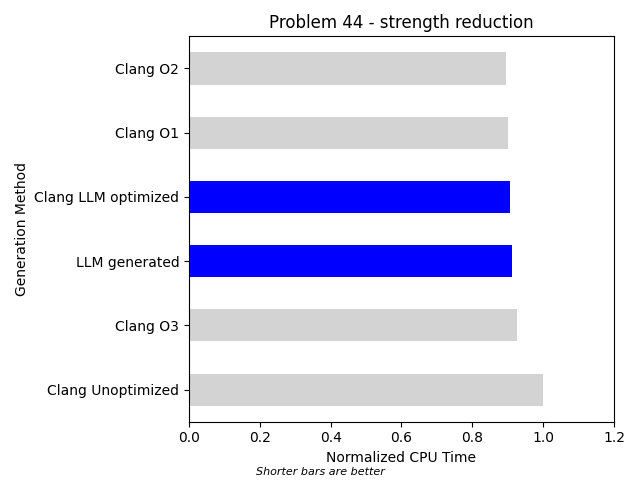 Problem 44 - strength reduction
Generation Method
Clang O2
Clang O1
Clang LLM optimized
LLM generated
Clang O3
Clang Unoptimized
0.0 0.2 0.4 0.6 0.8 1.0 1.2
Normalized CPU Time
Shorter bars are better